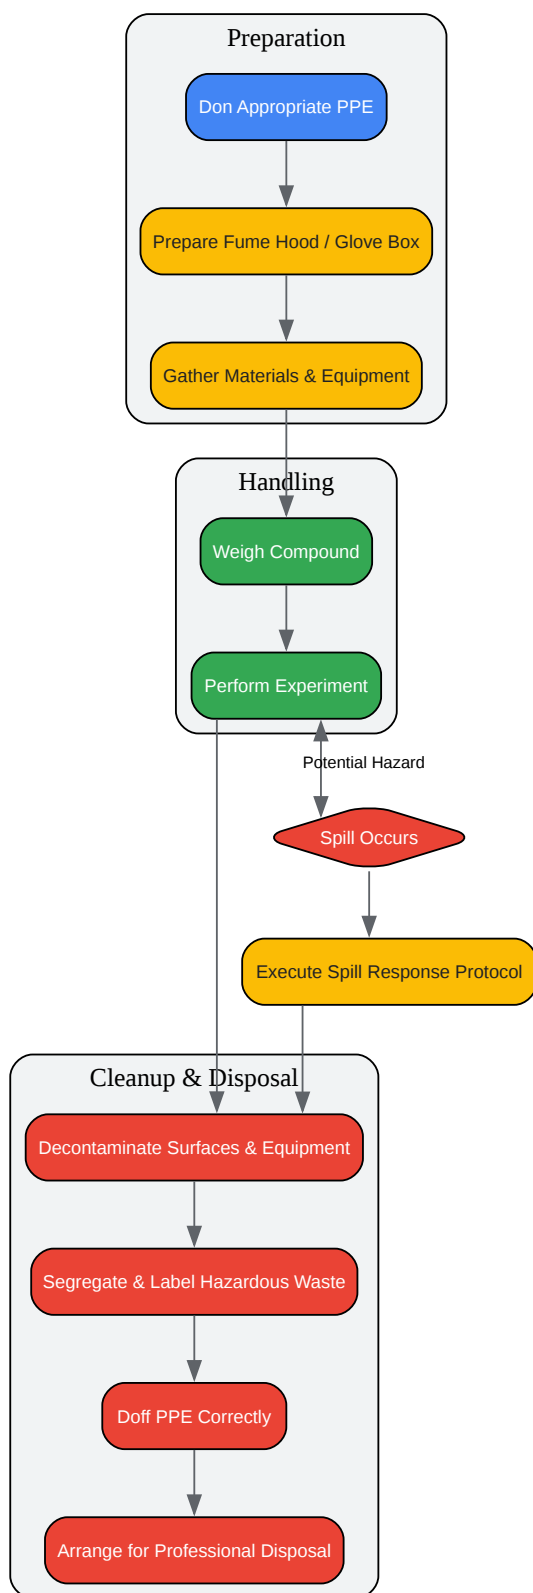 Preparation
Don Appropriate PPE
Prepare Fume Hood / Glove Box
Gather Materials & Equipment
Handling
Weigh Compound
Perform Experiment
Potential Hazard
Spill Occurs
Execute Spill Response Protocol
Cleanup & Disposal
Decontaminate Surfaces & Equipment
Segregate & Label Hazardous Waste
Doff PPE Correctly
Arrange for Professional Disposal